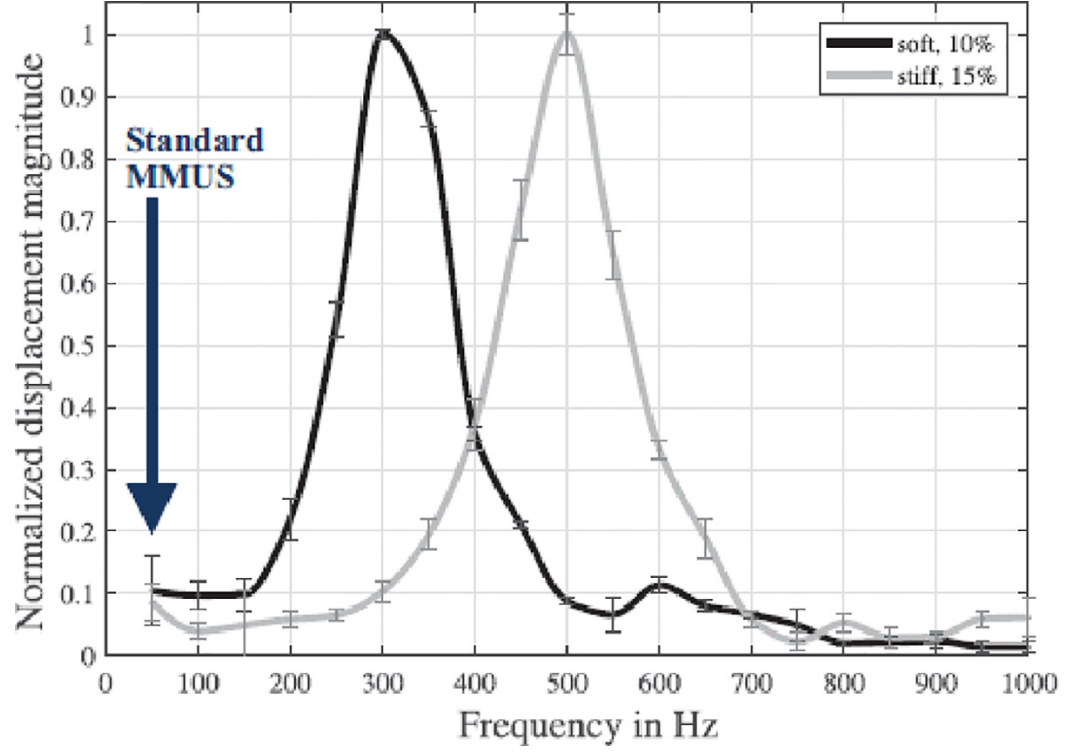 Normalized displacement magnitude
1
0.9
0.8
0.7
0.6
0.5
0.4
0.3
0.2
0.1
0
Standard
MMUS
soft, 10%
stiff, 15%
0 100 200 300 400 500 600 700 800 900 1000
Frequency in Hz